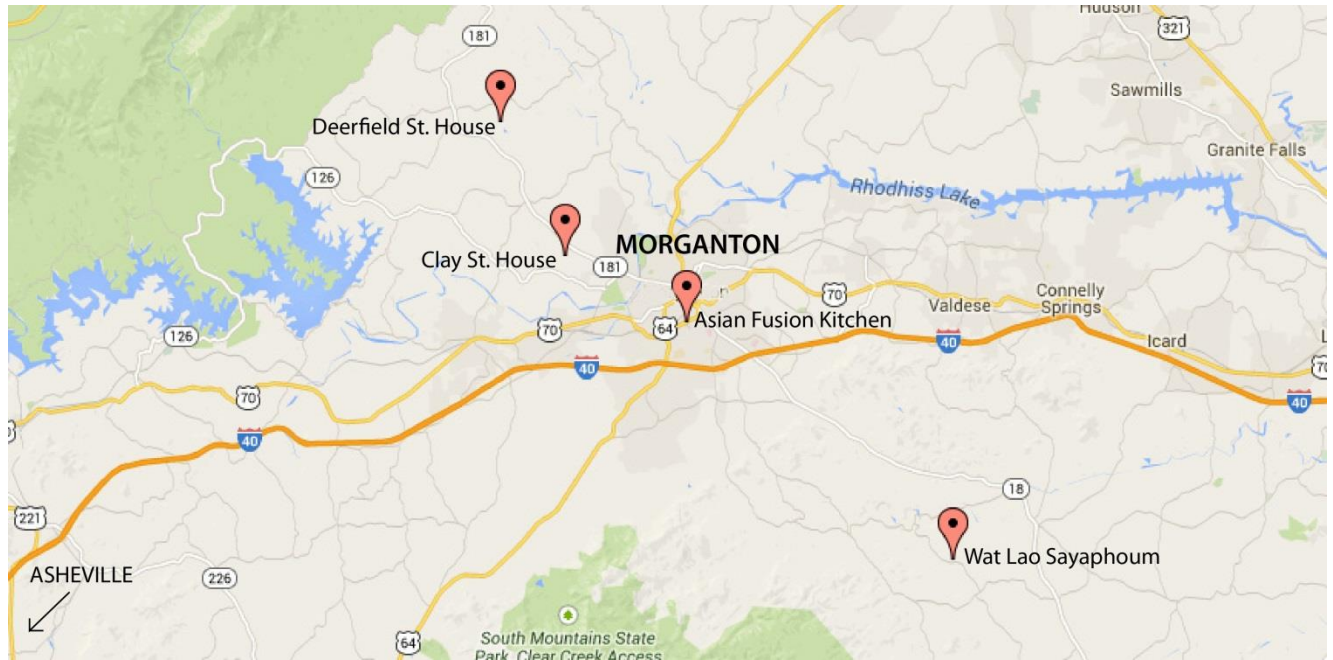 Hudson
321
181
Sawmills
Deerfield St. House
Granite Falls
126
Rhodhiss Lake
MORGANTON
Clay St. House
181
n
70
Valdese
Connelly
Springs
Asian Fusion Kitchen
64
70
126
40
40
Icard
L
70
70
40
40
18
221
Wat Lao Sayaphoum
ASHEVILLE
226
64
South Mountains State
Park, Clear Creek Access